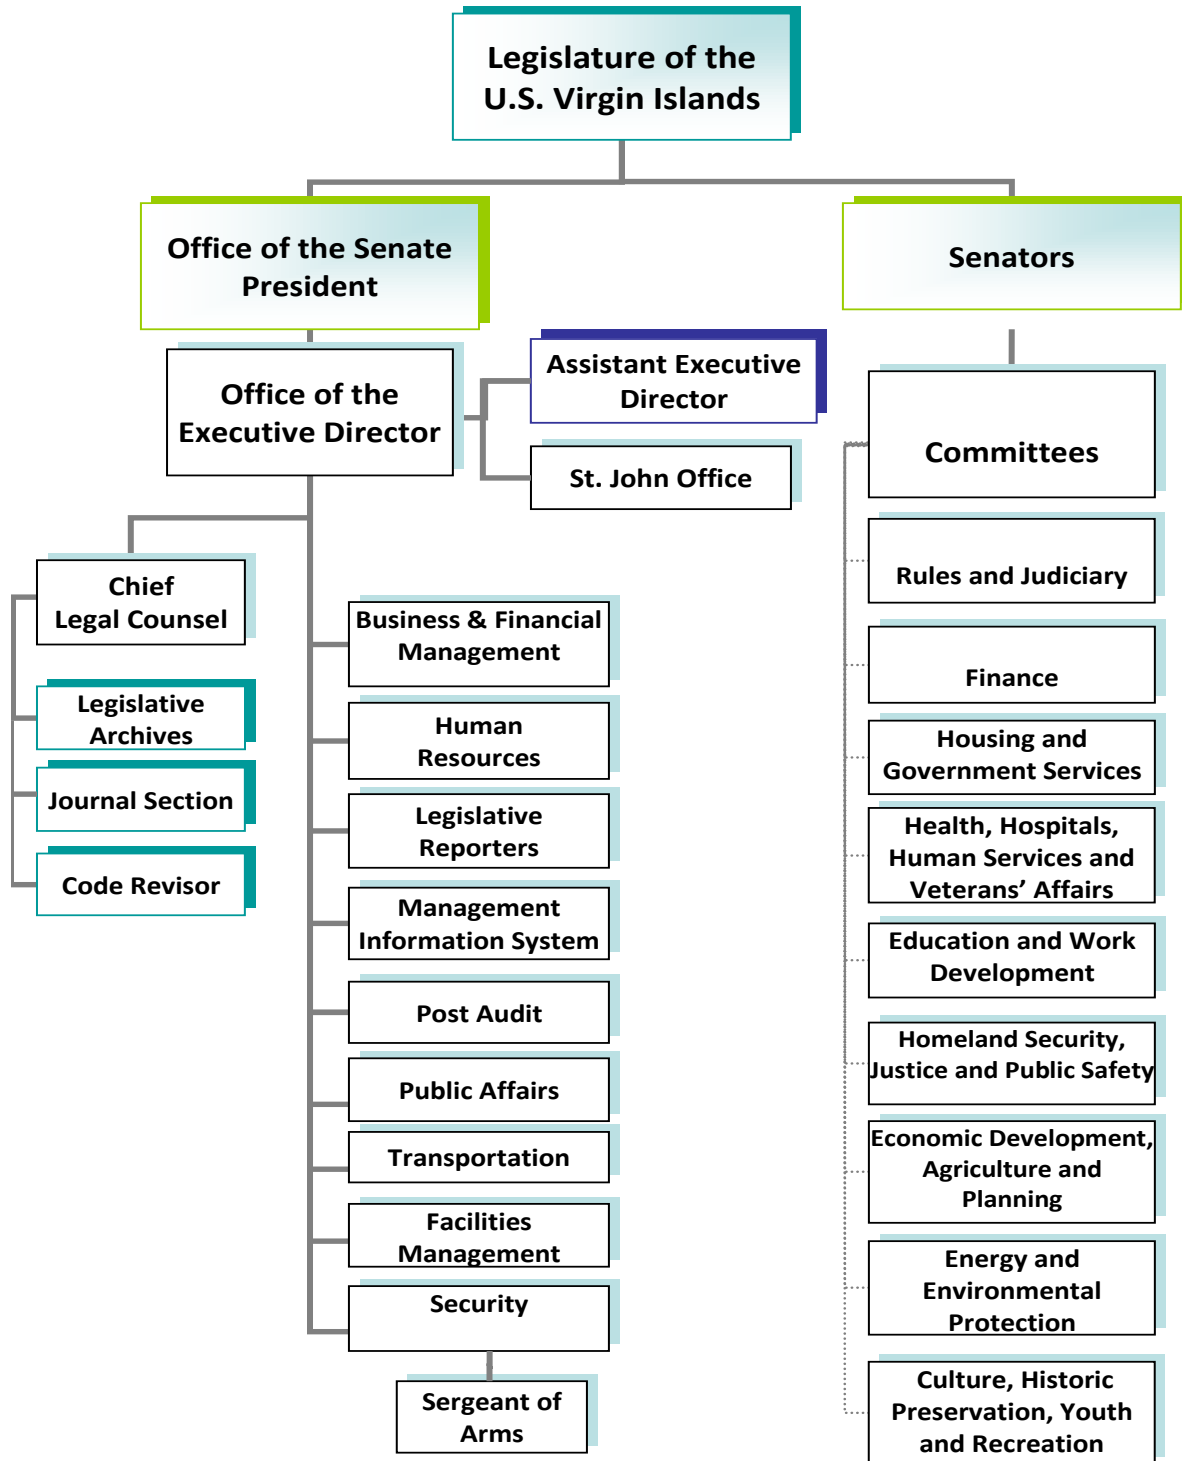 Legislature of the
U.S. Virgin Islands
Office of the Senate
President
Senators
Office of the
Executive Director
Assistant Executive
Director
St. John Office
Chief
Legal Counsel
Legislative
Archives
Journal Section
Code Revisor
Business & Financial
Management
Human
Resources
Legislative
Reporters
Management
Information System
Post Audit
Public Affairs
Transportation
Facilities
Management
Security
Sergeant of
Arms
Committees
Rules and Judiciary
Finance
Housing and
Government Services
Health, Hospitals,
Human Services and
Veterans’ Affairs
Education and Work
Development
Homeland Security,
Justice and Public Safety
Economic Development,
Agriculture and
Planning
Energy and
Environmental
Protection
Culture, Historic
Preservation, Youth
and Recreation